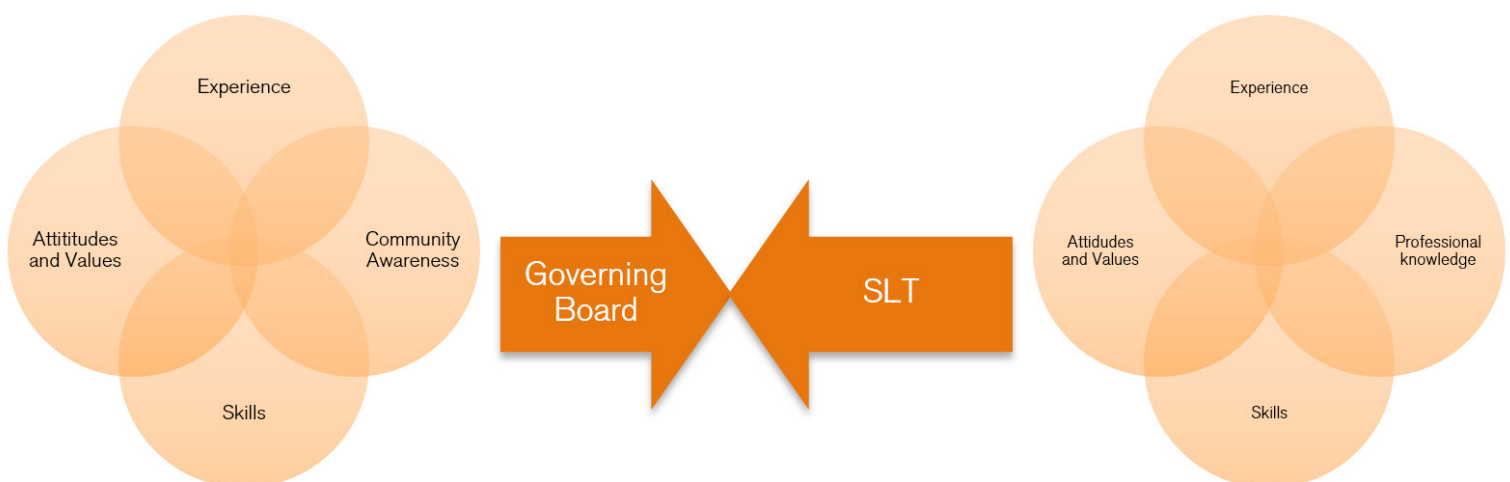 Experience
Attititudes
and Values
Community
Awareness
Skills
Governing
Board
SLT
Experience
Attidudes
and Values
Professional
knowledge
Skills